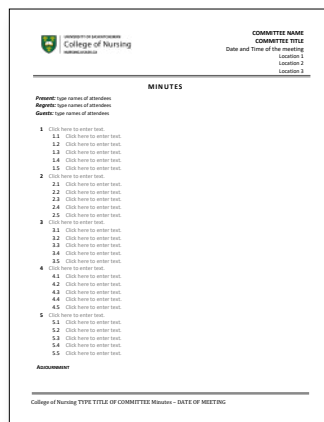 UNIVERSITY OF SASKATCHEWAN
College of Nursing
NURSING.USASK.CA
COMMITTEE NAME
COMMITTEE TITLE
Date and Time of the meeting
Location 1
Location 2
Location 3
MINUTES
Present: type names of attendees
Regrets: type names of attendees
Guests: type names of attendees
1 Click here to enter text.
1.1 Click here to enter text.
1.2 Click here to enter text.
1.3 Click here to enter text.
1.4 Click here to enter text.
1.5 Click here to enter text.
2 Click here to enter text.
2.1 Click here to enter text.
2.2 Click here to enter text.
2.3 Click here to enter text.
2.4 Click here to enter text.
2.5 Click here to enter text.
3 Click here to enter text.
3.1 Click here to enter text.
3.2 Click here to enter text.
3.3 Click here to enter text.
3.4 Click here to enter text.
3.5 Click here to enter text.
4 Click here to enter text.
4.1 Click here to enter text.
4.2 Click here to enter text.
4.3 Click here to enter text.
4.4 Click here to enter text.
4.5 Click here to enter text.
5 Click here to enter text.
5.1 Click here to enter text.
5.2 Click here to enter text.
5.3 Click here to enter text.
5.4 Click here to enter text.
5.5 Click here to enter text.
ADJOURNMENT
College of Nursing TYPE TITLE OF COMMITTEE Minutes – DATE OF MEETING